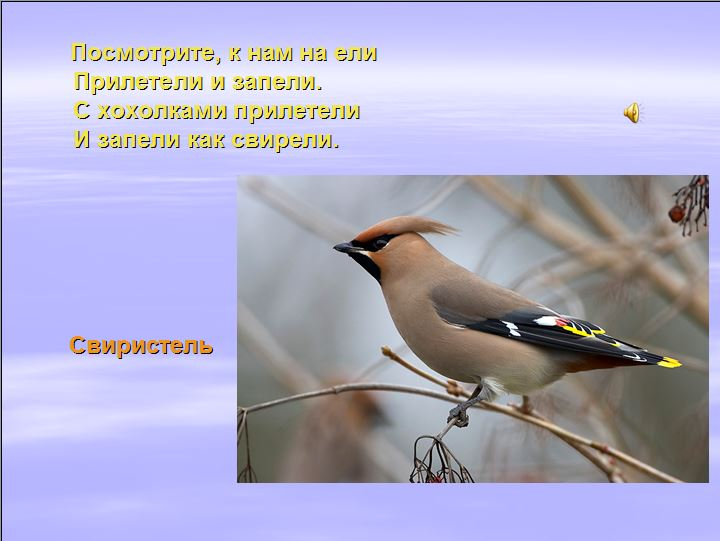 Посмотрите, к нам на ели
Прилетели и запели.
С хохолками прилетели
И запели как свирели.
Свиристель